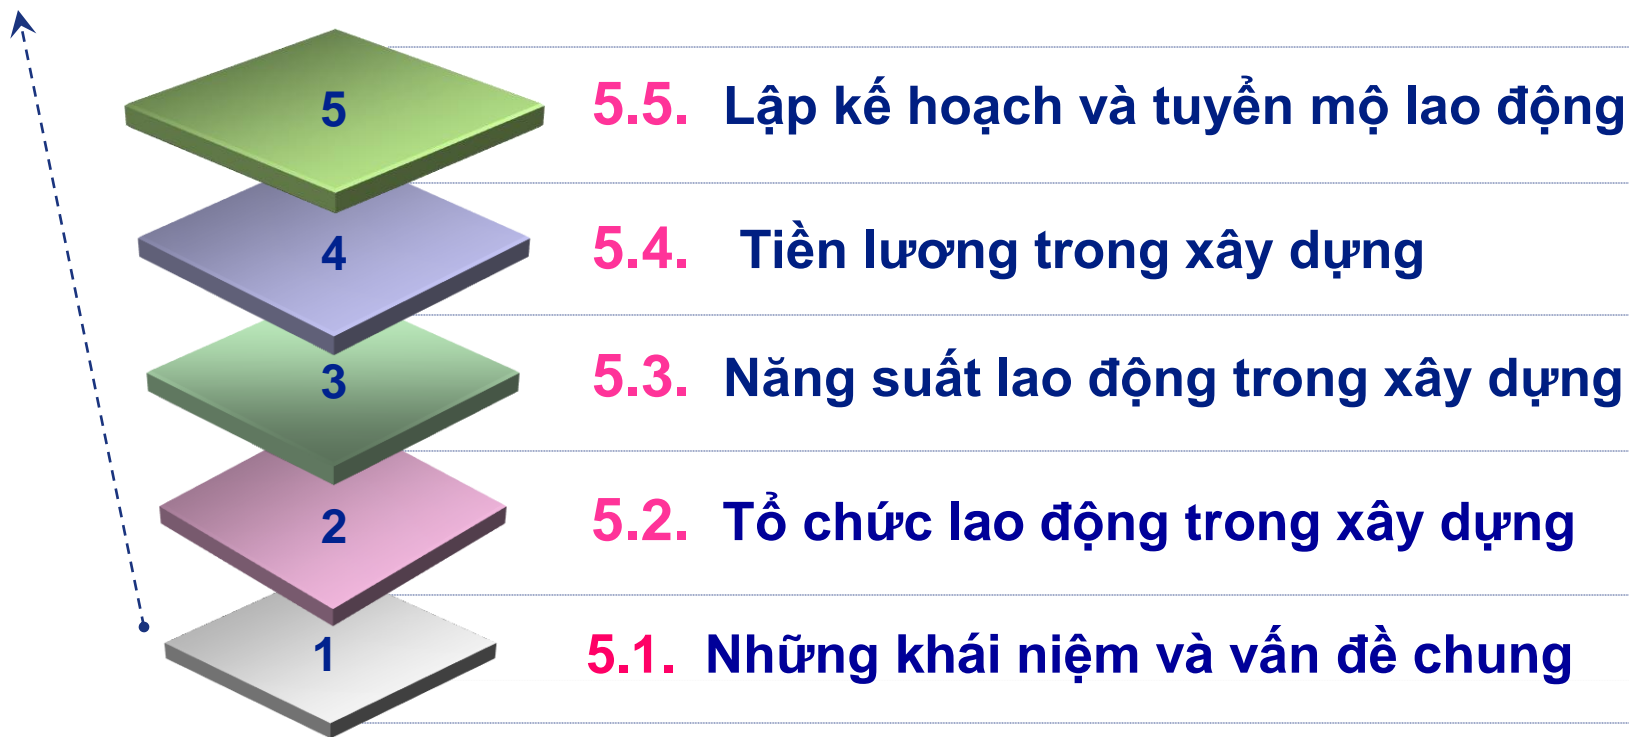 5 5.5. Lập kế hoạch và tuyển mộ lao động
4 5.4. Tiền lương trong xây dựng
3 5.3. Năng suất lao động trong xây dựng
2 5.2. Tổ chức lao động trong xây dựng
1 5.1. Những khái niệm và vấn đề chung